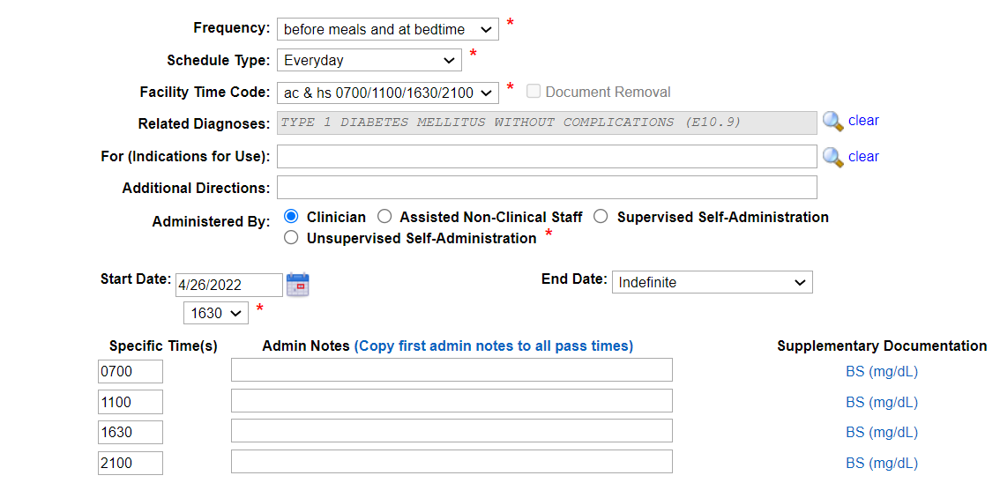 Frequency: before meals and at bedtime *
Schedule Type: Everyday *
Facility Time Code: ac & hs 0700/1100/1630/2100 * Document Removal
Related Diagnoses: TYPE 1 DIABETES MELLITUS WITHOUT COMPLICATIONS (E10.9) clear
For (Indications for Use): clear
Additional Directions:
Administered By: Clinician Assisted Non-Clinical Staff Supervised Self-Administration
Unsupervised Self-Administration *
Start Date: 4/26/2022 End Date: Indefinite
1630 *
Specific Time(s) Admin Notes (Copy first admin notes to all pass times) Supplementary Documentation
0700 BS (mg/dL)
1100 BS (mg/dL)
1630 BS (mg/dL)
2100 BS (mg/dL)